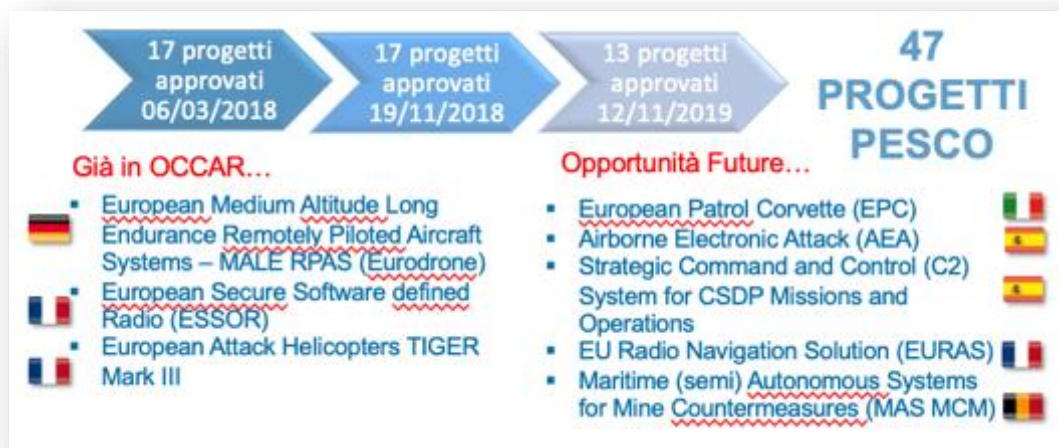 17 progetti
approvati
06/03/2018
17 progetti
approvati
19/11/2018
13 progetti
approvati
12/11/2019
47
PROGETTI
PESCO
Già in OCCAR...
European Medium Altitude Long
Endurance Remotely Piloted Aircraft
Systems – MALE RPAS (Eurodrone)
European Secure Software defined
Radio (ESSOR)
European Attack Helicopters TIGER
Mark III
Opportunità Future...
European Patrol Corvette (EPC)
Airborne Electronic Attack (AEA)
Strategic Command and Control (C2)
System for CSDP Missions and
Operations
EU Radio Navigation Solution (EURAS)
Maritime (semi) Autonomous Systems
for Mine Countermeasures (MAS MCM)